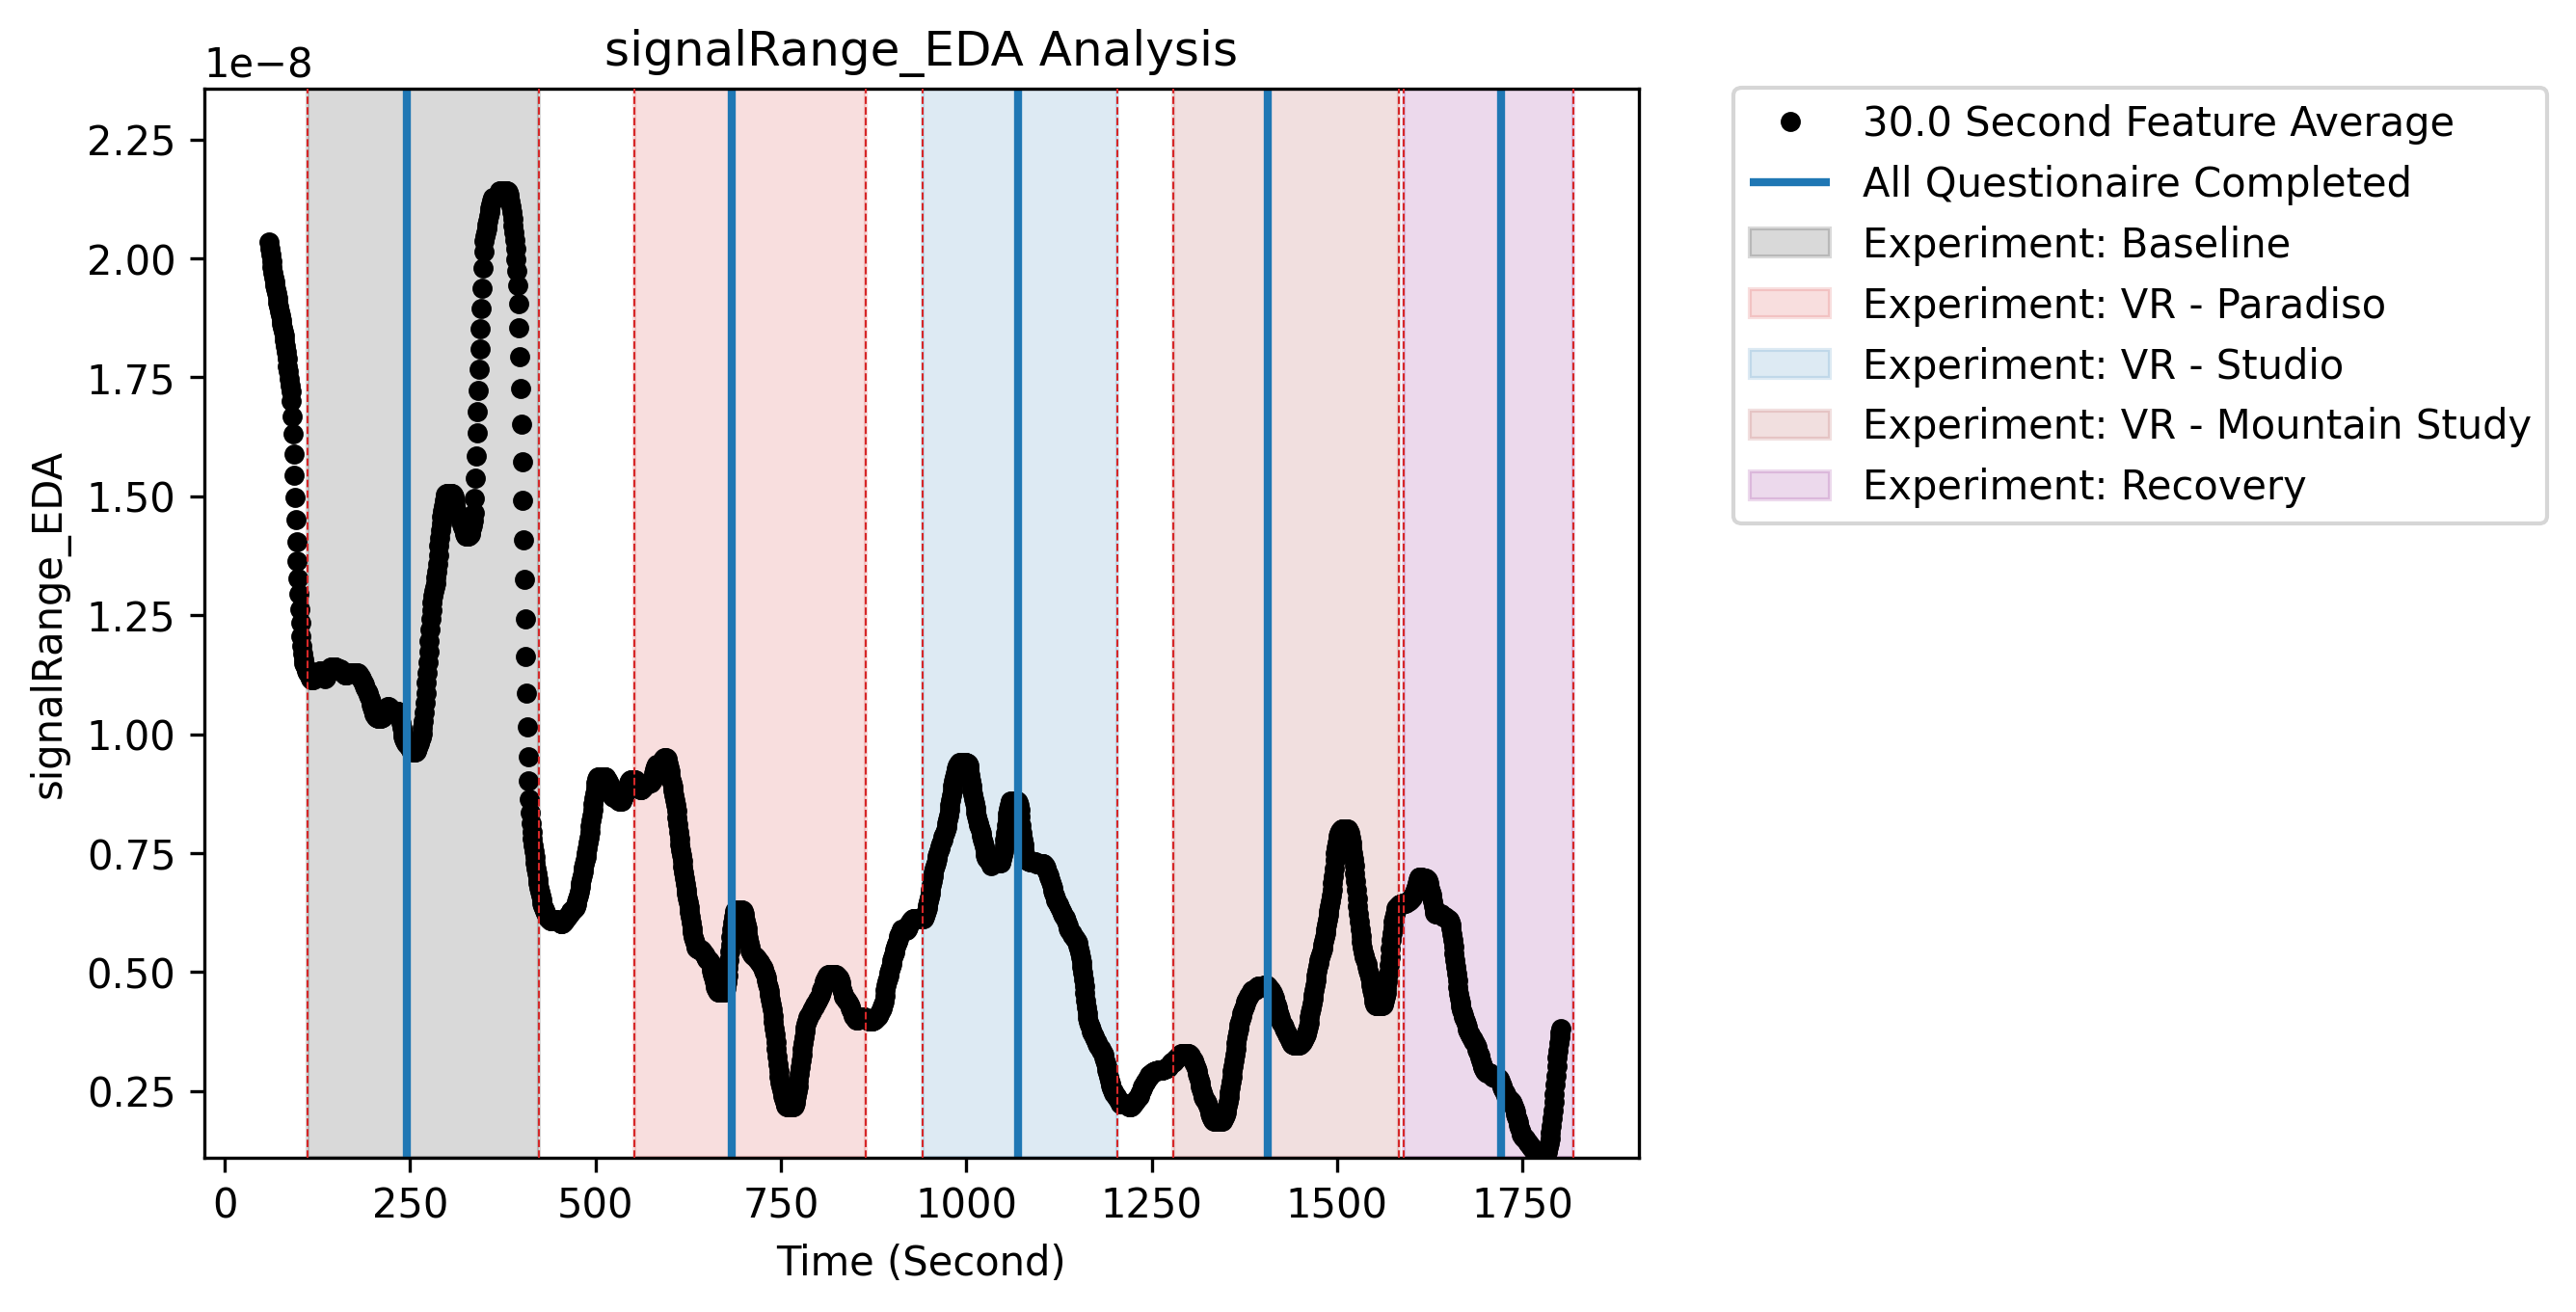 signalRange_EDA Analysis
1e−8
2.25
2.00
1.75
1.50
1.25
1.00
0.75
0.50
0.25
signalRange_EDA
0 250 500 750 1000 1250 1500 1750
Time (Second)
30.0 Second Feature Average
All Questionaire Completed
Experiment: Baseline
Experiment: VR - Paradiso
Experiment: VR - Studio
Experiment: VR - Mountain Study
Experiment: Recovery